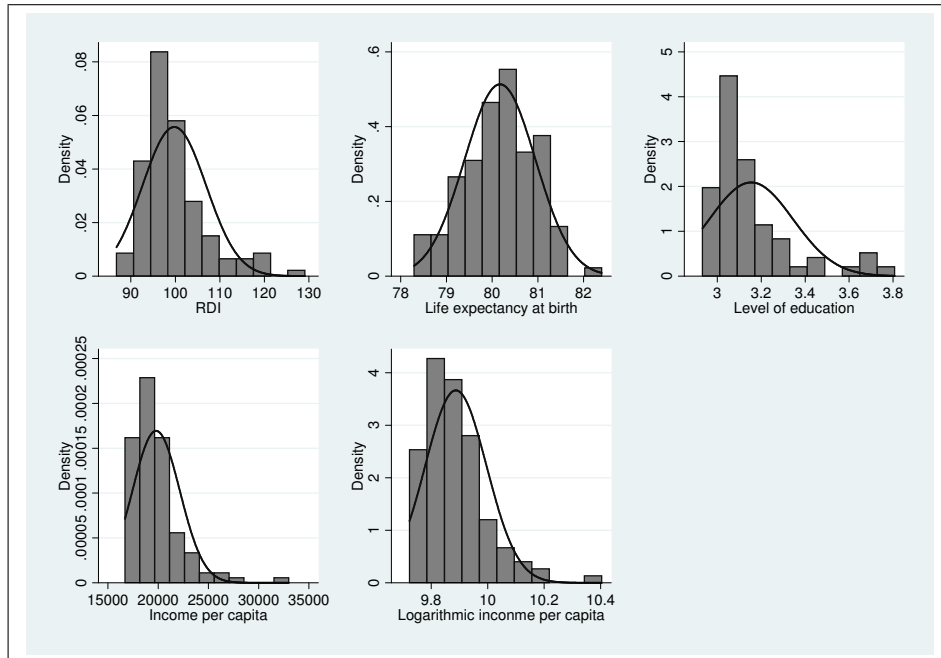 Density
0 .02 .04 .06 .08
90 100 110 120 130
RDI
Density
0 .2 .4 .6
78 79 80 81 82
Life expectancy at birth
Density
0 1 2 3 4 5
3 3.2 3.4 3.6 3.8
Level of education
Density
0 .00005 .0001 .00015 .0002 .00025
15000 20000 25000 30000 35000
Income per capita
Density
0 1 2 3 4
9.8 10 10.2 10.4
Logarithmic inconme per capita